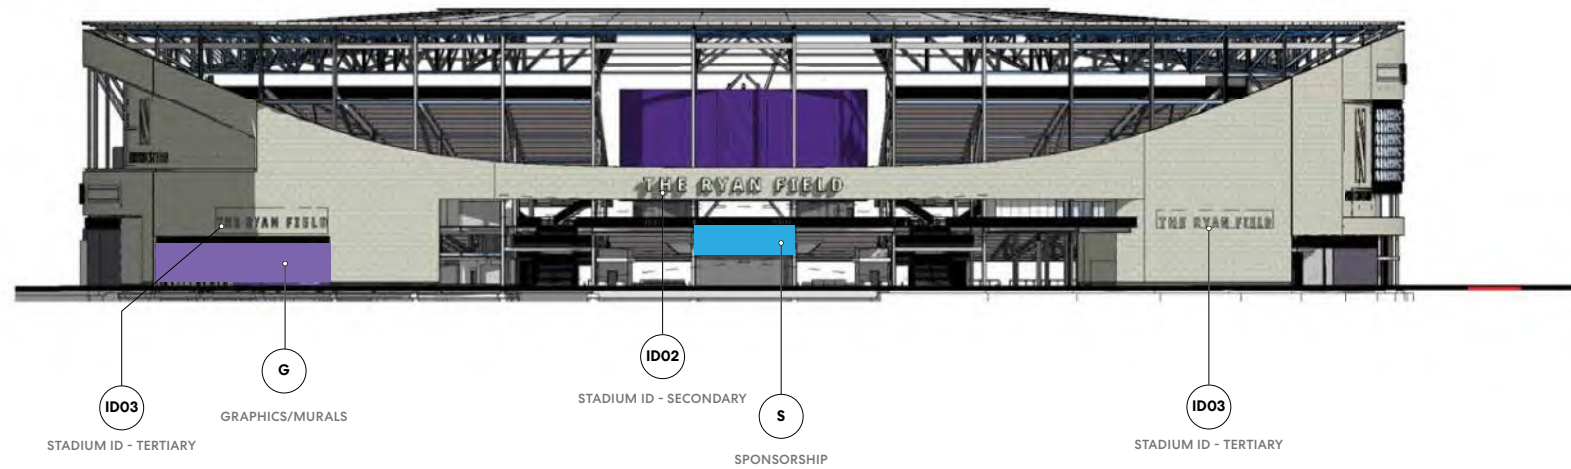 THE RYAN FIELD
THE RYAN FIELD
THE RYAN FIELD
ID02
G
STADIUM ID - SECONDARY
ID03
S
ID03
GRAPHICS/MURALS
STADIUM ID - TERTIARY
STADIUM ID - TERTIARY
SPONSORSHIP